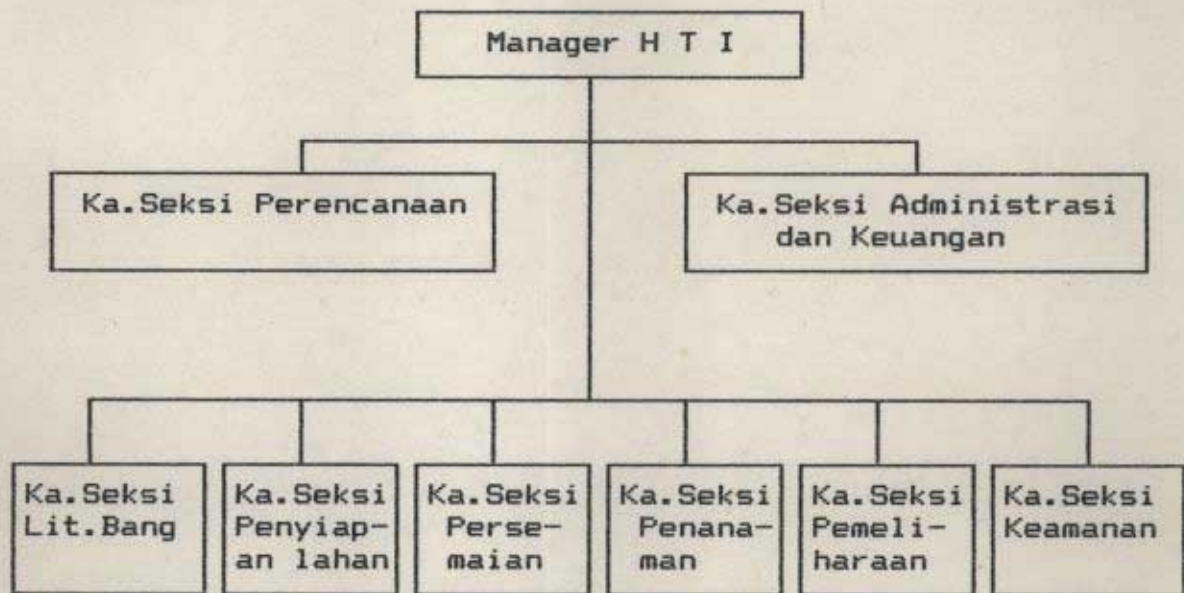 Manager H T I
Ka.Seksi Perencanaan
Ka.Seksi Administrasi
dan Keuangan
Ka.Seksi
Lit.Bang
Ka.Seksi
Penyiap-
an lahan
Ka.Seksi
Perse-
maian
Ka.Seksi
Penana-
man
Ka.Seksi
Pemeli-
haraan
Ka.Seksi
Keamanan